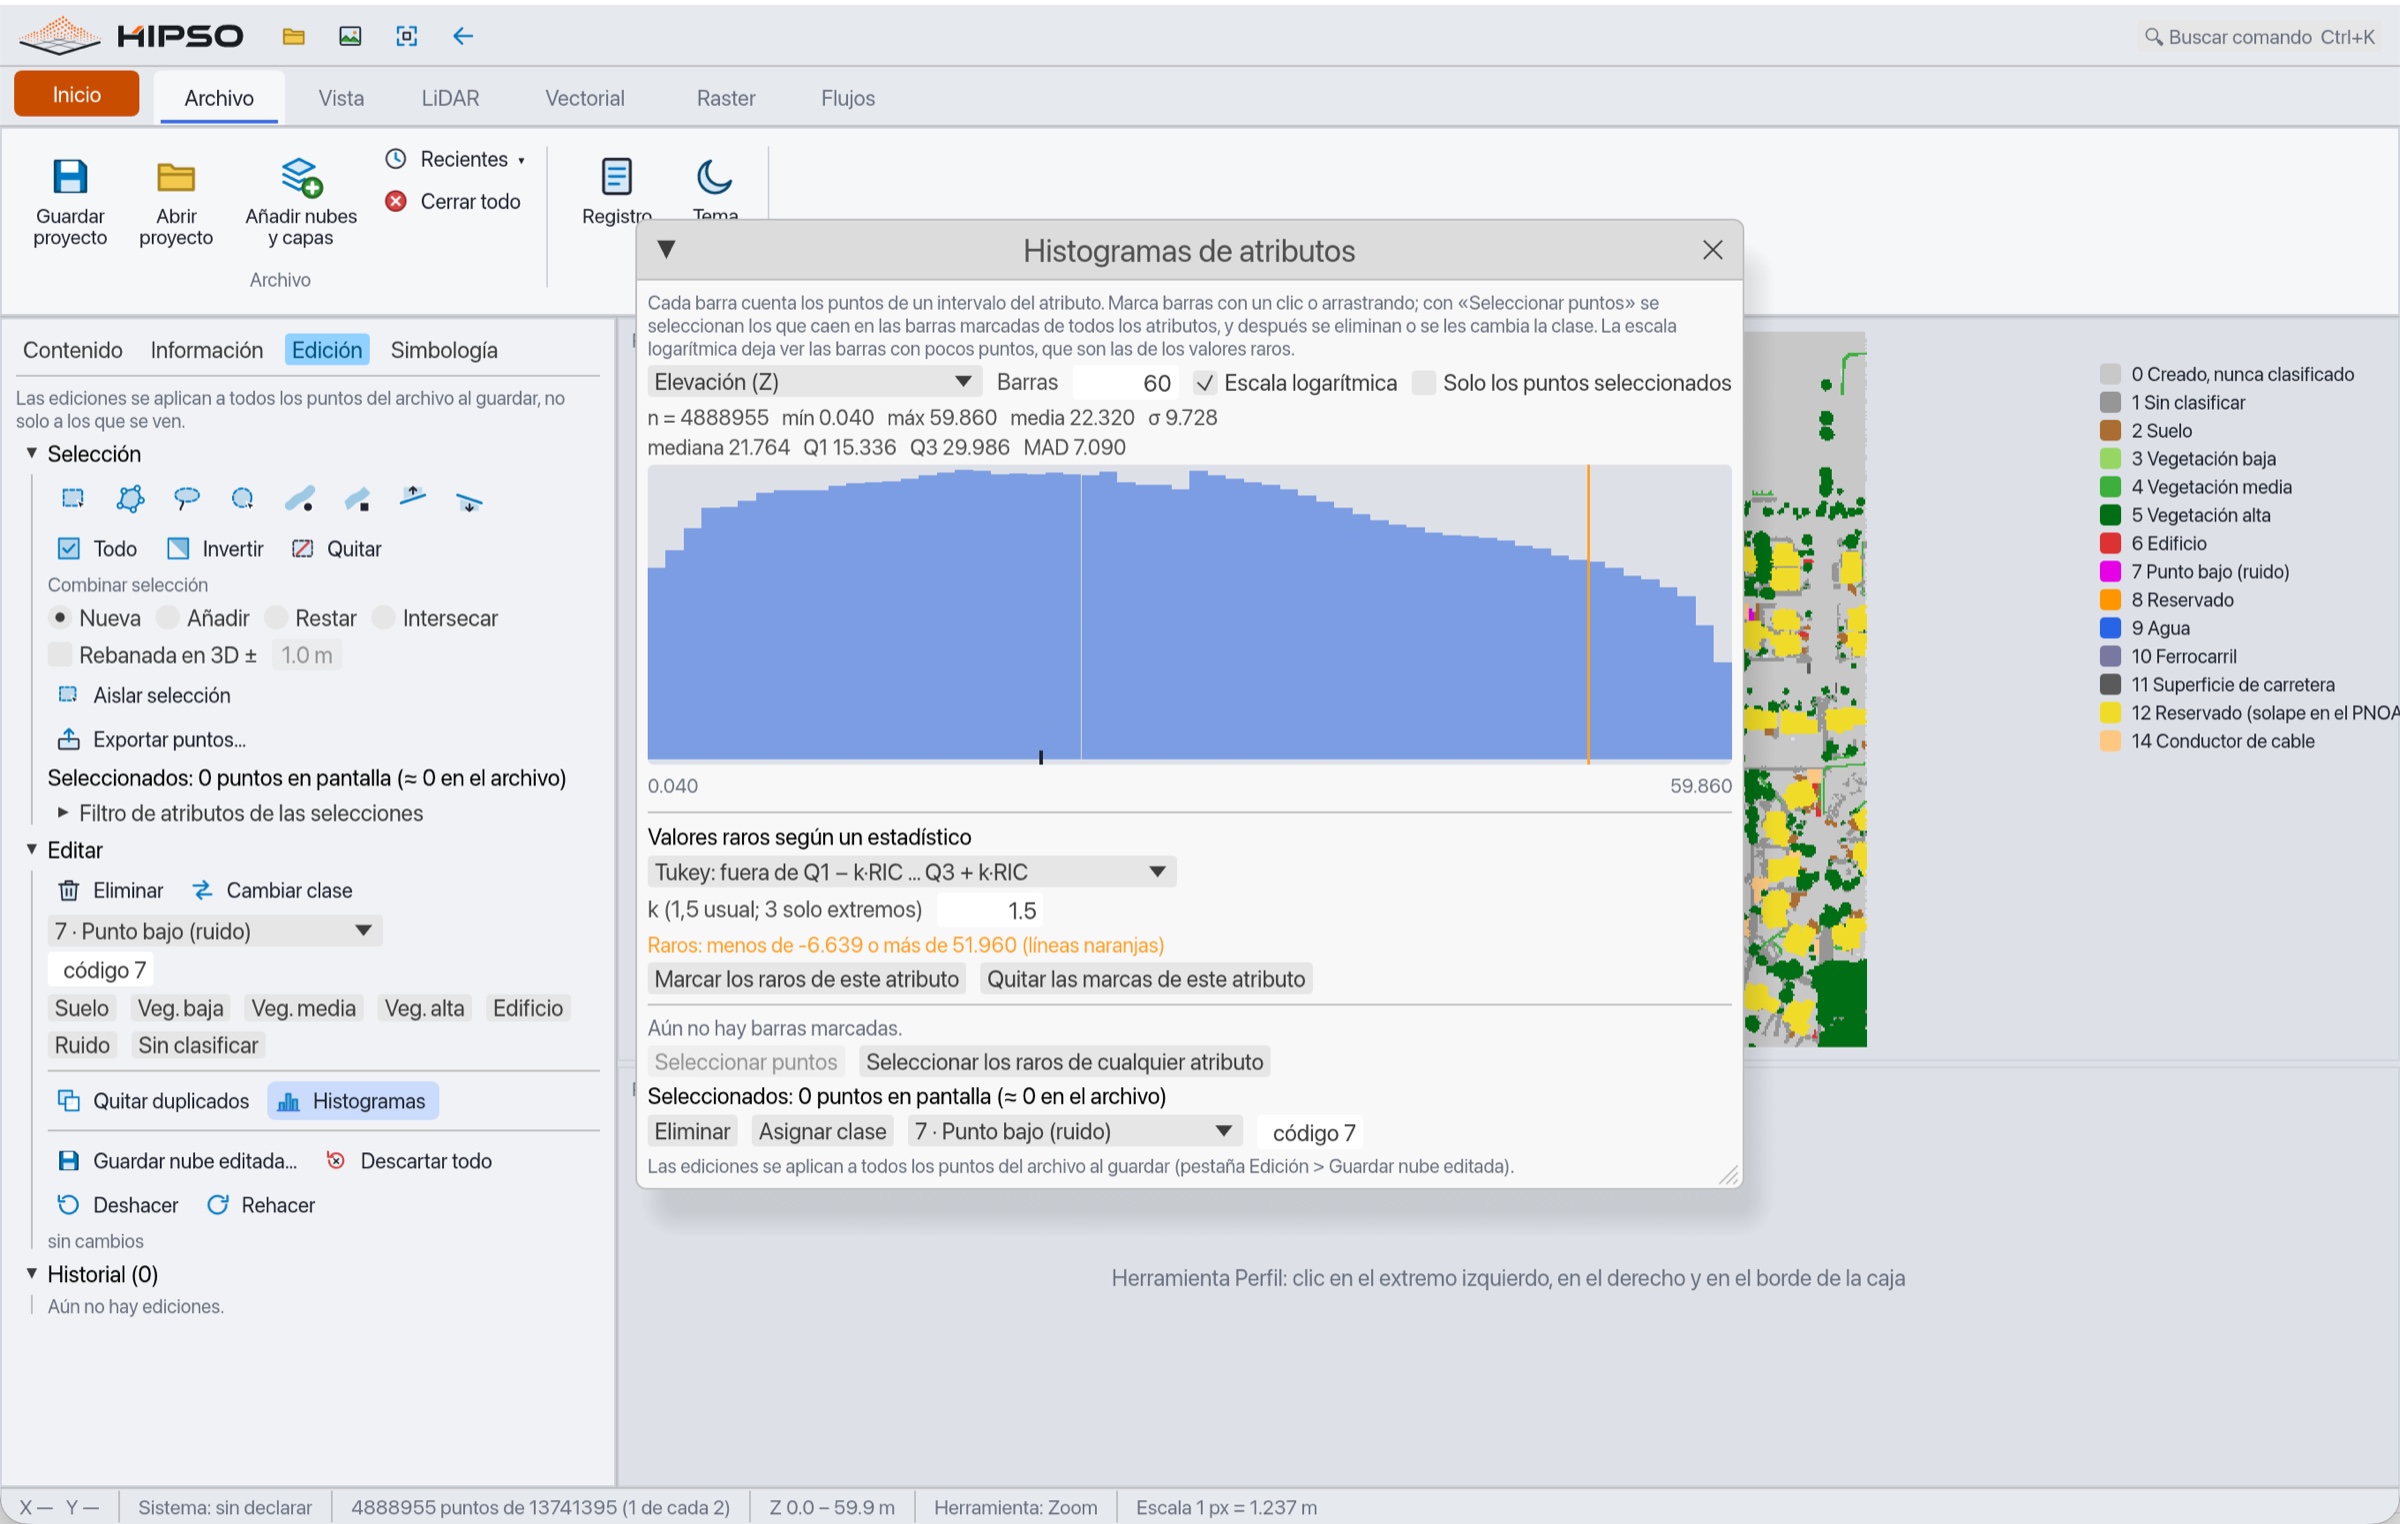 HIPSO
Buscar comando Ctrl+K
Inicio
Archivo
Vista
LiDAR
Vectorial
Raster
Flujos
Guardar proyecto
Abrir proyecto
Añadir nubes y capas
Recientes
Cerrar todo
Archivo
Registro
Tema
Contenido
Información
Edición
Simbología
Las ediciones se aplican a todos los puntos del archivo al guardar, no
solo a los que se ven.
Selección
Todo
Invertir
Quitar
Combinar selección
Nueva
Añadir
Restar
Intersecar
Rebanada en 3D ± 1.0 m
Aislar selección
Exportar puntos...
Seleccionados: 0 puntos en pantalla (≈ 0 en el archivo)
Filtro de atributos de las selecciones
Editar
Eliminar
Cambiar clase
7 · Punto bajo (ruido)
código 7
Suelo
Veg. baja
Veg. media
Veg. alta
Edificio
Ruido
Sin clasificar
Quitar duplicados
Histogramas
Guardar nube editada...
Descartar todo
Deshacer
Rehacer
sin cambios
Historial (0)
Aún no hay ediciones.
Histogramas de atributos
Cada barra cuenta los puntos de un intervalo del atributo. Marca barras con un clic o arrastrando; con «Seleccionar puntos» se
seleccionan los que caen en las barras marcadas de todos los atributos, y después se eliminan o se les cambia la clase. La escala
logarítmica deja ver las barras con pocos puntos, que son las de los valores raros.
Elevación (Z)
Barras 60
Escala logarítmica
Solo los puntos seleccionados
n = 4888955 mín 0.040 máx 59.860 media 22.320 σ 9.728
mediana 21.764 Q1 15.336 Q3 29.986 MAD 7.090
0.040
59.860
Valores raros según un estadístico
Tukey: fuera de Q1 – k·RIC ... Q3 + k·RIC
k (1,5 usual; 3 solo extremos) 1.5
Raros: menos de -6.639 o más de 51.960 (líneas naranjas)
Marcar los raros de este atributo
Quitar las marcas de este atributo
Aún no hay barras marcadas.
Seleccionar puntos
Seleccionar los raros de cualquier atributo
Seleccionados: 0 puntos en pantalla (≈ 0 en el archivo)
Eliminar
Asignar clase
7 · Punto bajo (ruido)
código 7
Las ediciones se aplican a todos los puntos del archivo al guardar (pestaña Edición > Guardar nube editada).
0 Creado, nunca clasificado
1 Sin clasificar
2 Suelo
3 Vegetación baja
4 Vegetación media
5 Vegetación alta
6 Edificio
7 Punto bajo (ruido)
8 Reservado
9 Agua
10 Ferrocarril
11 Superficie de carretera
12 Reservado (solape en el PNOA
14 Conductor de cable
Herramienta Perfil: clic en el extremo izquierdo, en el derecho y en el borde de la caja
X — Y —
Sistema: sin declarar
4888955 puntos de 13741395 (1 de cada 2)
Z 0.0 – 59.9 m
Herramienta: Zoom
Escala 1 px = 1.237 m